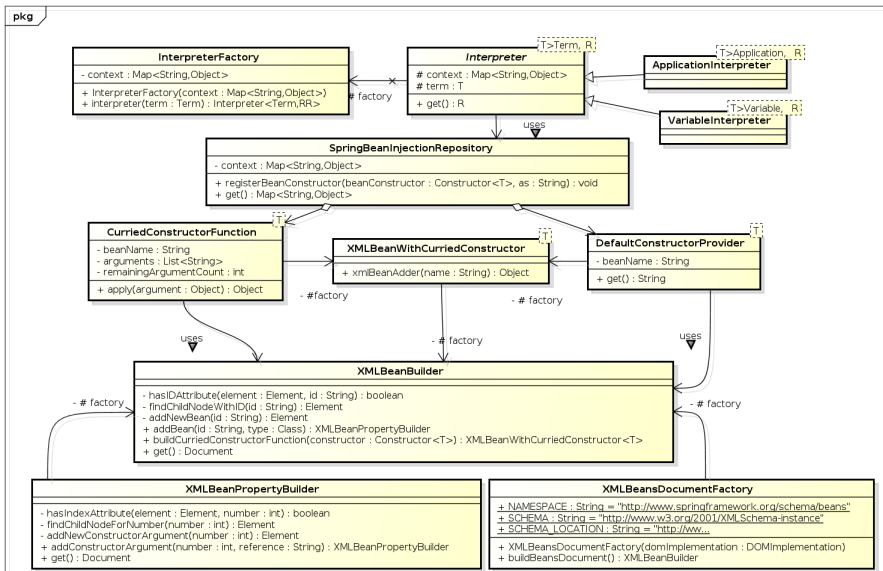 pkg
InterpreterFactory
- context : Map<String,Object>
+ InterpreterFactory(context : Map<String,Object>)
+ interpreter(term : Term) : Interpreter<Term,RR>
# factory
Interpreter
T>Term, R
# context : Map<String,Object>
# term : T
+ get() : R
ApplicationInterpreter
T>Application, R
VariableInterpreter
T>Variable, R
uses
SpringBeanInjectionRepository
- context : Map<String,Object>
+ registerBeanConstructor(beanConstructor : Constructor<T>, as : String) : void
+ get() : Map<String,Object>
CurriedConstructorFunction
T
- beanName : String
- arguments : List<String>
- remainingArgumentCount : int
+ apply(argument : Object) : Object
XMLBeanWithCurriedConstructor
T
+ xmlBeanAdder(name : String) : Object
DefaultConstructorProvider
T
- beanName : String
+ get() : String
- #factory
- # factory
uses
- # factory
uses
XMLBeanBuilder
- hasIDAttribute(element : Element, id : String) : boolean
- findChildNodeWithID(id : String) : Element
- addNewBean(id : String) : Element
+ addBean(id : String, type : Class) : XMLBeanPropertyBuilder
+ buildCurriedConstructorFunction(constructor : Constructor<T>) : XMLBeanWithCurriedConstructor<T>
+ get() : Document
- # factory
- # factory
XMLBeanPropertyBuilder
- hasIndexAttribute(element : Element, number : int) : boolean
- findChildNodeForNumber(number : int) : Element
- addNewConstructorArgument(number : int) : Element
+ addConstructorArgument(number : int, reference : String) : XMLBeanPropertyBuilder
+ get() : Document
XMLBeansDocumentFactory
+ NAMESPACE : String = "http://www.springframework.org/schema/beans"
+ SCHEMA : String = "http://www.w3.org/2001/XMLSchema-instance"
+ SCHEMA_LOCATION : String = "http://ww...
+ XMLBeansDocumentFactory(domImplementation : DOMImplementation)
+ buildBeansDocument() : XMLBeanBuilder